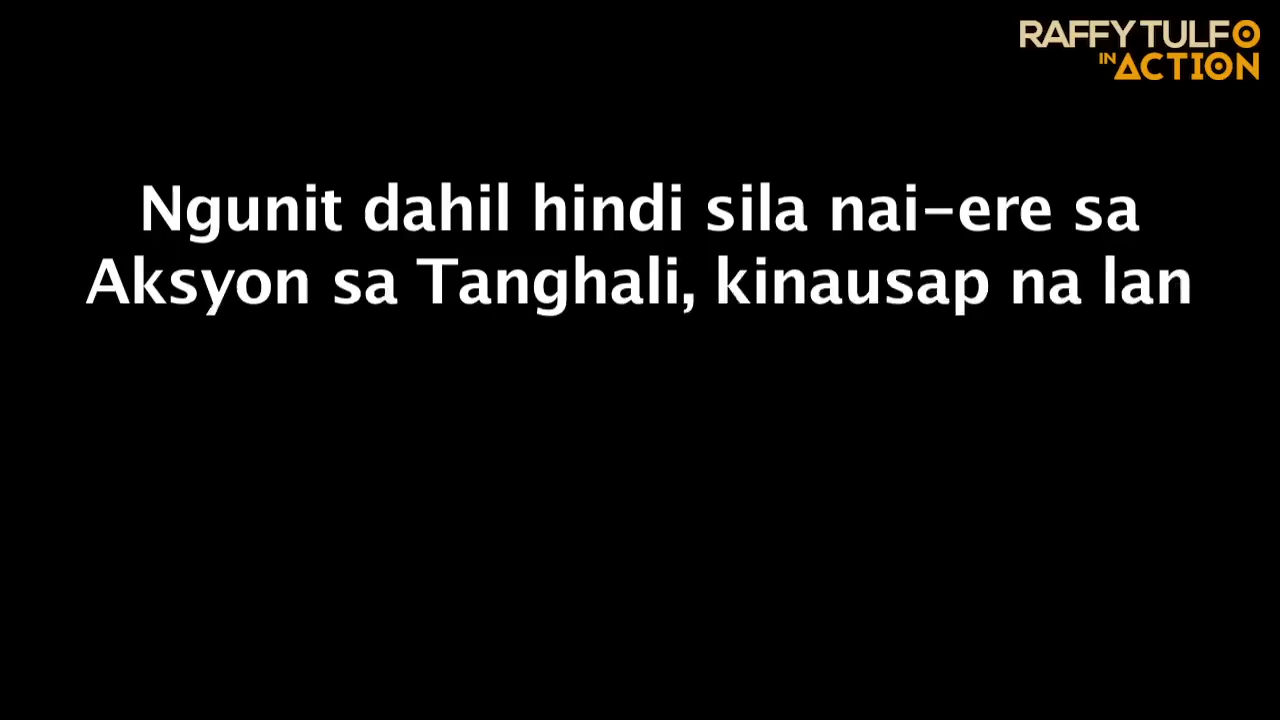 RAFFY TULFO
IN ACTION
Ngunit dahil hindi sila nai-ere sa
Aksyon sa Tanghali, kinausap na lan